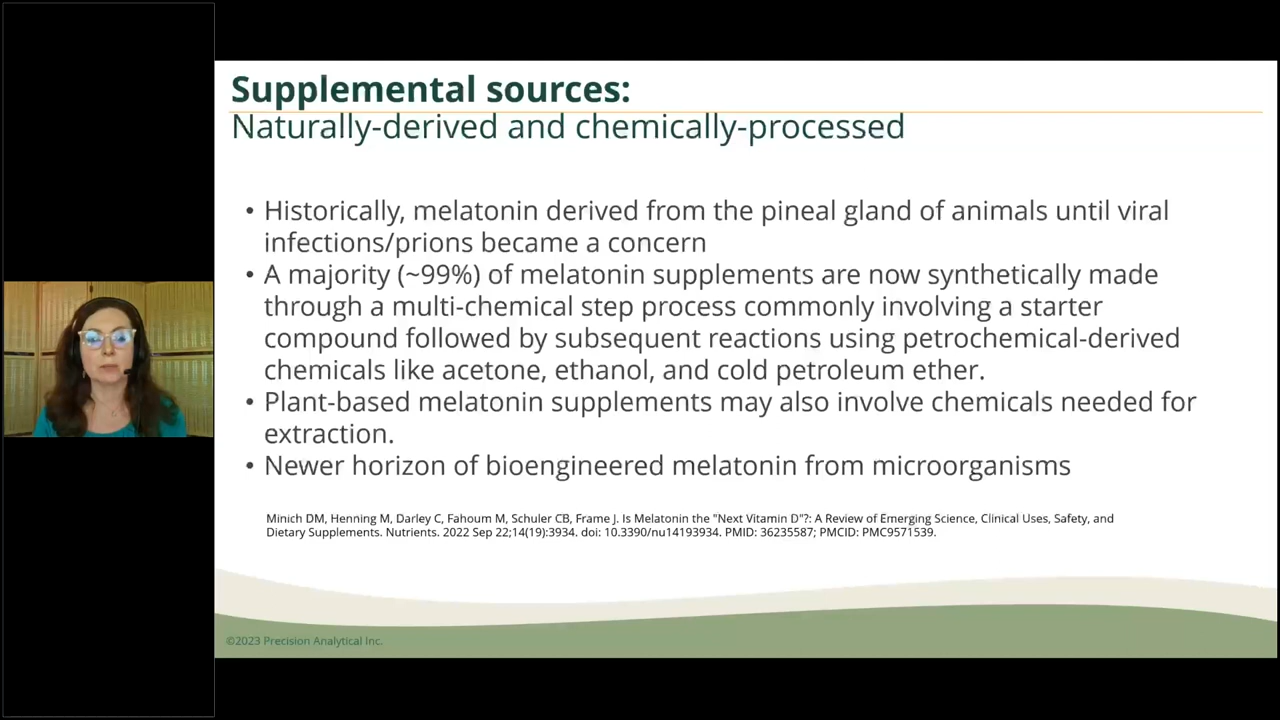 Supplemental sources:
Naturally-derived and chemically-processed
• Historically, melatonin derived from the pineal gland of animals until viral
infections/prions became a concern
• A majority (~99%) of melatonin supplements are now synthetically made
through a multi-chemical step process commonly involving a starter
compound followed by subsequent reactions using petrochemical-derived
chemicals like acetone, ethanol, and cold petroleum ether.
• Plant-based melatonin supplements may also involve chemicals needed for
extraction.
• Newer horizon of bioengineered melatonin from microorganisms
Minich DM, Henning M, Darley C, Fahoum M, Schuler CB, Frame J. Is Melatonin the "Next Vitamin D"?: A Review of Emerging Science, Clinical Uses, Safety, and
Dietary Supplements. Nutrients. 2022 Sep 22;14(19):3934. doi: 10.3390/nu14193934. PMID: 36235587; PMCID: PMC9571539.
©2023 Precision Analytical Inc.